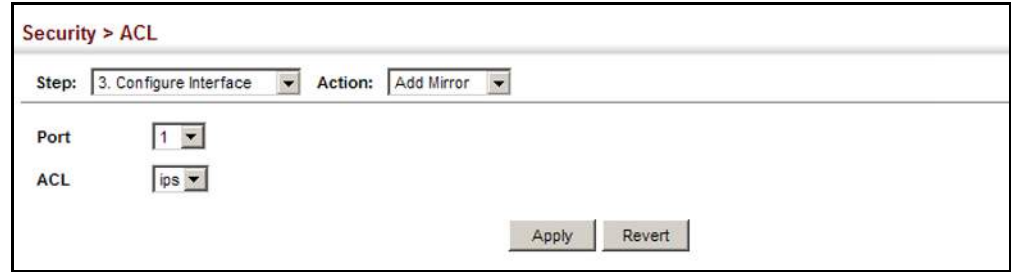 Security > ACL
Step: 3. Configure Interface Action: Add Mirror
Port 1
ACL ips
Apply Revert